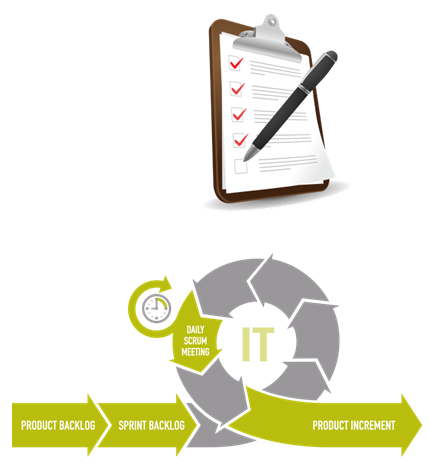 DAILY
SCRUM
MEETING
IT
PRODUCT BACKLOG
SPRINT BACKLOG
PRODUCT INCREMENT